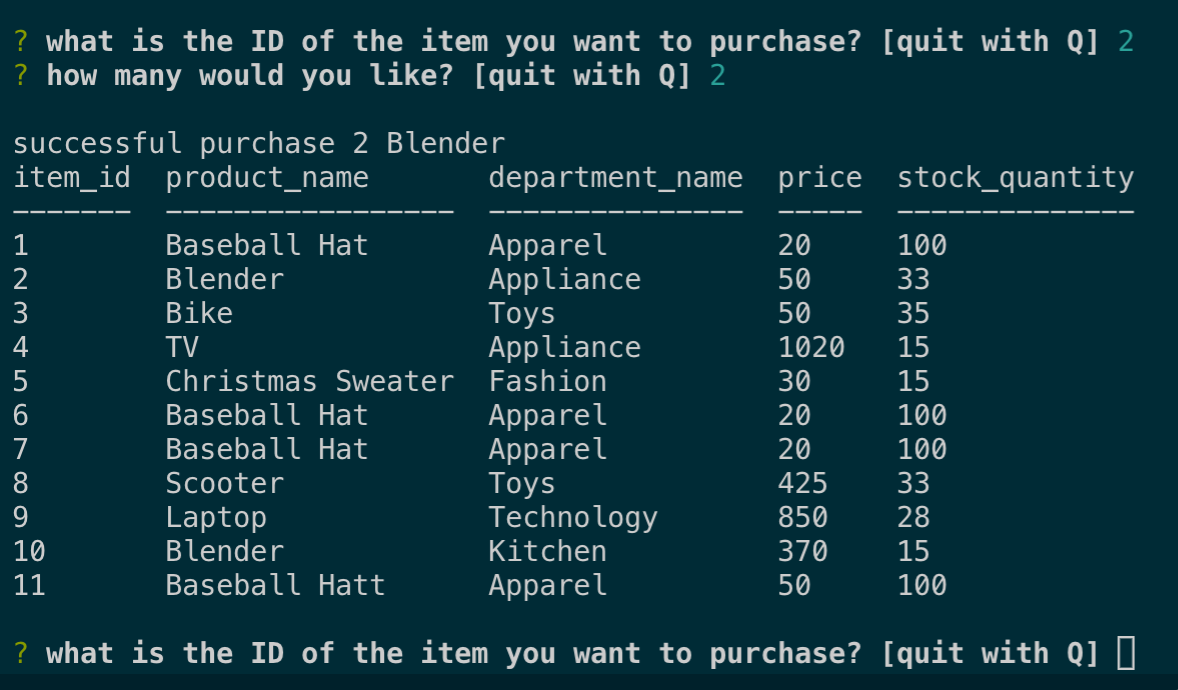 ? what is the ID of the item you want to purchase? [quit with Q] 2
? how many would you like? [quit with Q] 2
successful purchase 2 Blender
item_id  product_name       department_name  price  stock_quantity
-------  -----------------  ---------------  -----  --------------
1        Baseball Hat       Apparel          20     100
2        Blender            Appliance        50     33
3        Bike               Toys             50     35
4        TV                 Appliance        1020   15
5        Christmas Sweater  Fashion          30     15
6        Baseball Hat       Apparel          20     100
7        Baseball Hat       Apparel          20     100
8        Scooter            Toys             425    33
9        Laptop             Technology       850    28
10       Blender            Kitchen          370    15
11       Baseball Hatt      Apparel          50     100
? what is the ID of the item you want to purchase? [quit with Q]